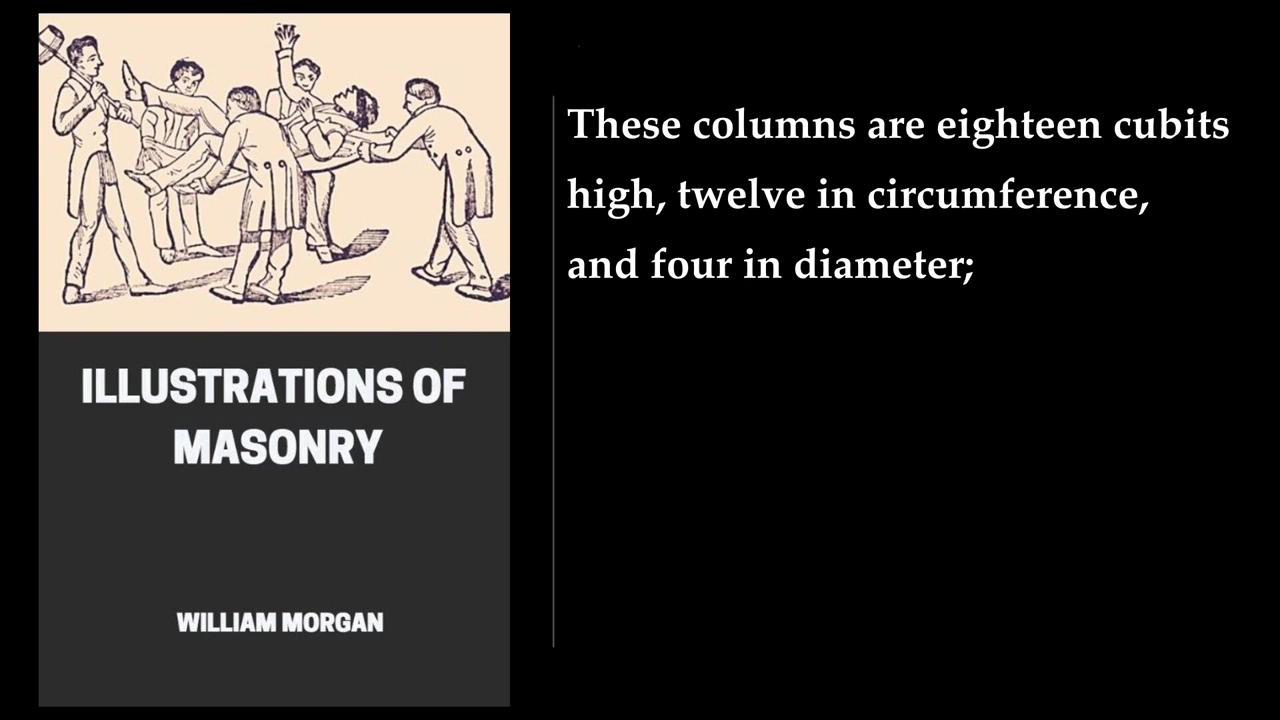 ILLUSTRATIONS OF
MASONRY
WILLIAM MORGAN
These columns are eighteen cubits
high, twelve in circumference,
and four in diameter;